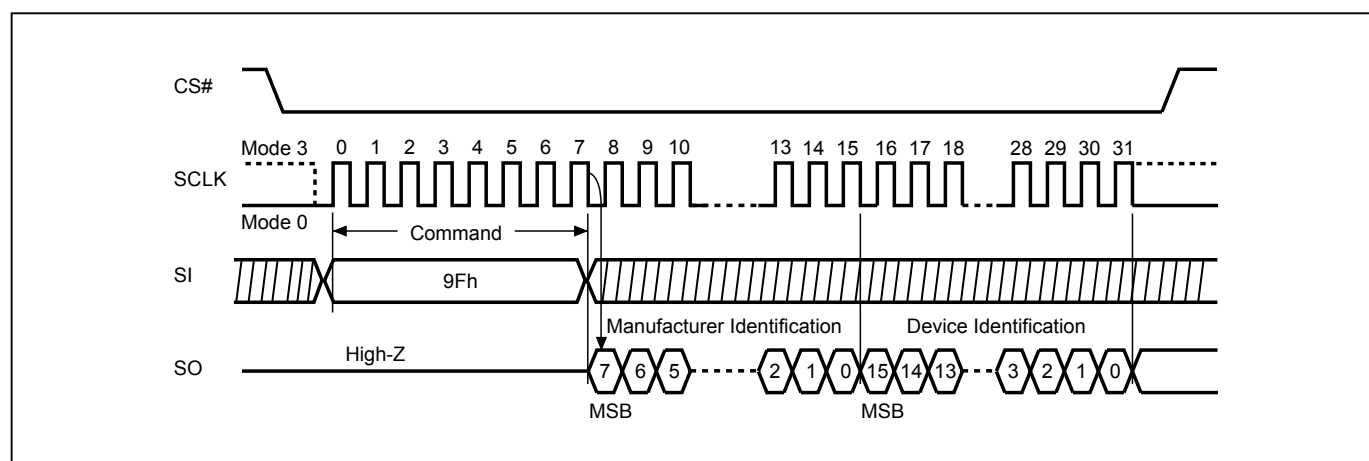 CS#
Mode 3 0 1 2 3 4 5 6 7 8 9 10 13 14 15 16 17 18 28 29 30 31
SCLK
Mode 0
Command
SI 9Fh
Manufacturer Identification Device Identification
High-Z
SO 7 6 5 2 1 0 15 14 13 3 2 1 0
MSB MSB